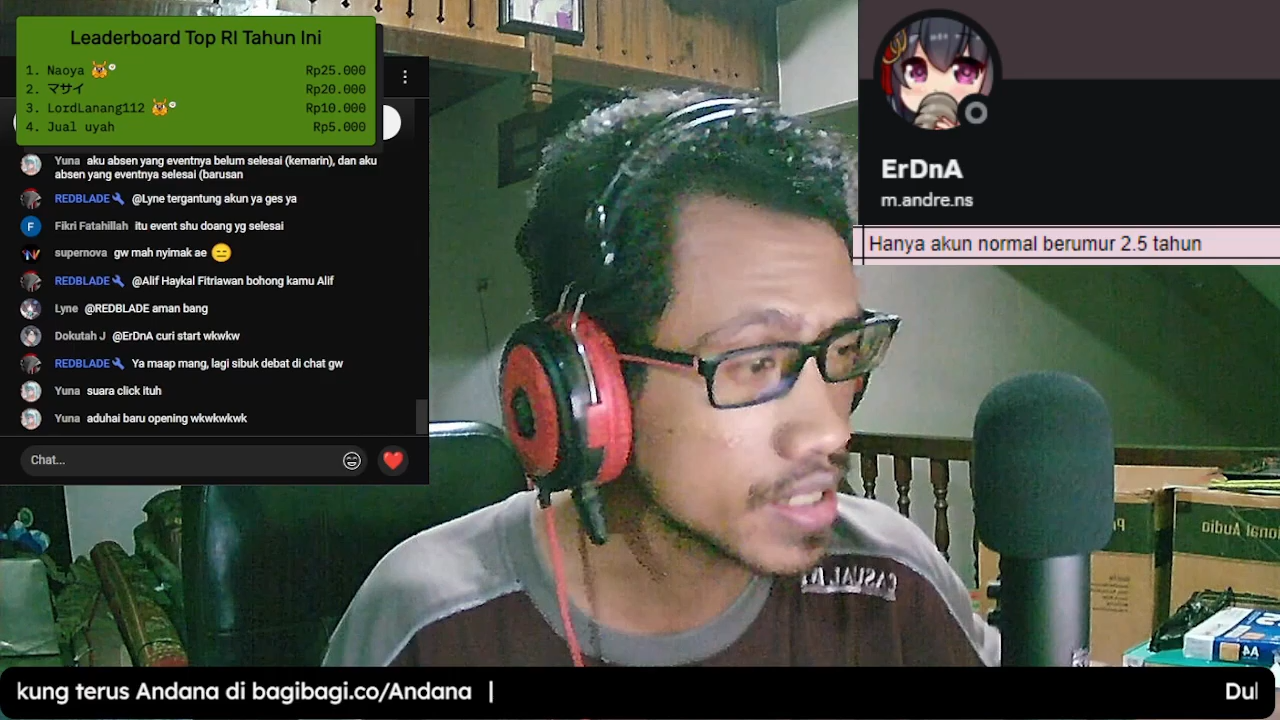 Leaderboard Top RI Tahun Ini
1. Naoya Rp25.000
2. マサイ Rp20.000
3. LordLanang112 Rp10.000
4. Jual uyah Rp5.000
Yuna aku absen yang eventnya belum selesai (kemarin), dan aku
absen yang eventnya selesai (barusan
REDBLADE @Lyne tergantung akun ya ges ya
F Fikri Fatahillah itu event shu doang yg selesai
supernova gw mah nyimak ae 😑
REDBLADE @Alif Haykal Fitriawan bohong kamu Alif
Lyne @REDBLADE aman bang
Dokutah J @ErDnA curi start wkwkw
REDBLADE Ya maap mang, lagi sibuk debat di chat gw
Yuna suara click ituh
Yuna aduhai baru opening wkwkwkwk
Chat...
ErDnA
m.andre.ns
Hanya akun normal berumur 2.5 tahun
CASUAL
Audio
A4
kung terus Andana di bagibagi.co/Andana |
Dul